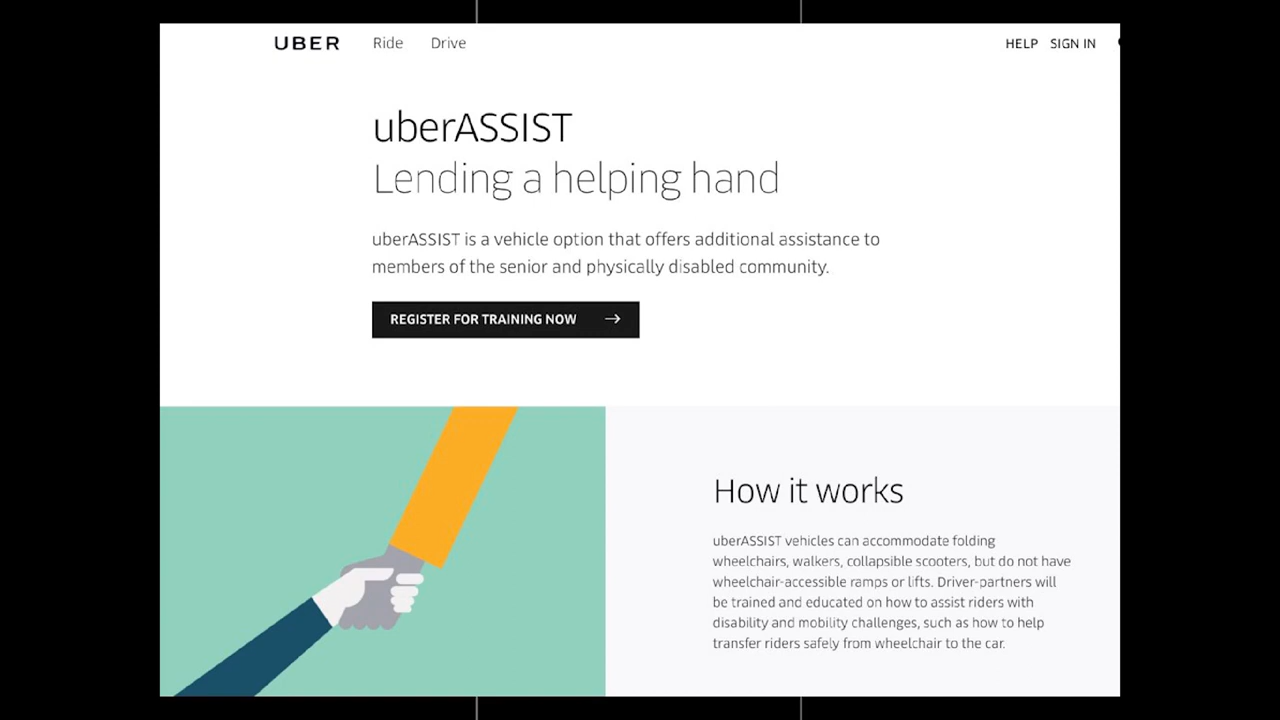 UBER Ride Drive HELP SIGN IN
uberASSIST
Lending a helping hand
uberASSIST is a vehicle option that offers additional assistance to
members of the senior and physically disabled community.
REGISTER FOR TRAINING NOW →
How it works
uberASSIST vehicles can accommodate folding
wheelchairs, walkers, collapsible scooters, but do not have
wheelchair-accessible ramps or lifts. Driver-partners will
be trained and educated on how to assist riders with
disability and mobility challenges, such as how to help
transfer riders safely from wheelchair to the car.